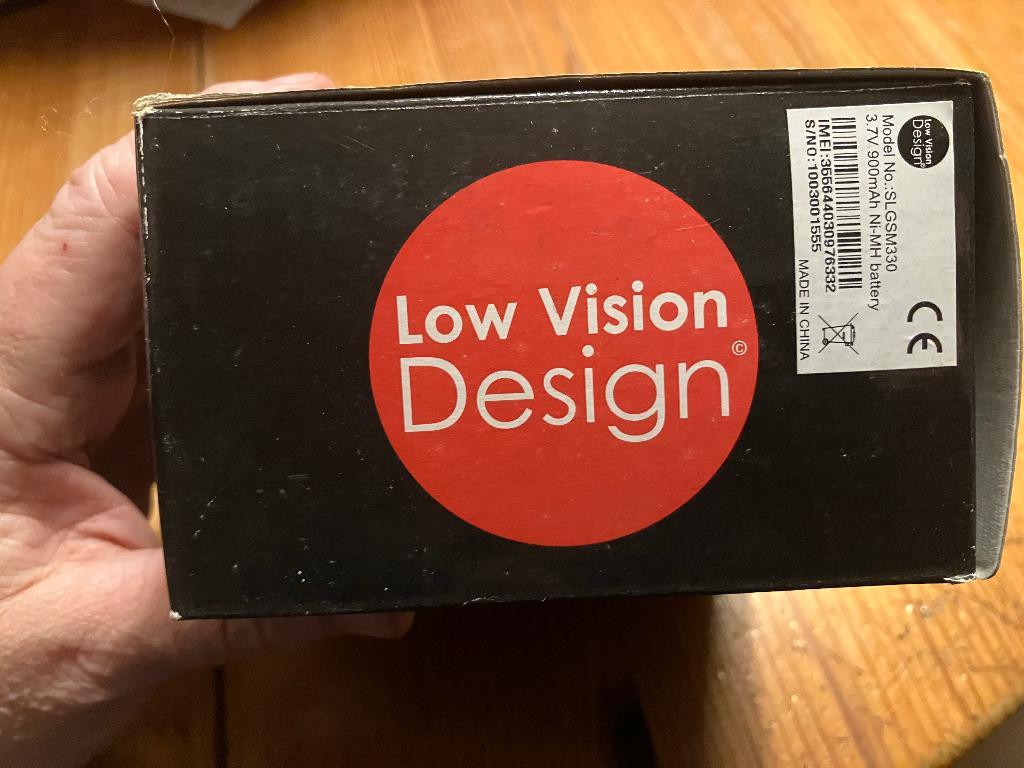 Low Vision
Design
©
Low Vision
Design
Model No.:SLGSM330
3.7V 900mAh Ni-MH battery
CE
IMEI:355644030976332
S/NO:1003001555
MADE IN CHINA